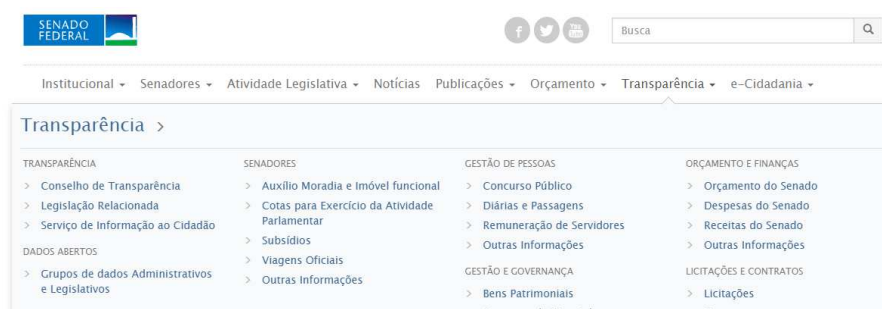 SENADO
FEDERAL
Busca
Institucional Senadores Atividade Legislativa Notícias Publicações Orçamento Transparência e-Cidadania
Transparência >
TRANSPARÊNCIA
> Conselho de Transparência
> Legislação Relacionada
> Serviço de Informação ao Cidadão
DADOS ABERTOS
> Grupos de dados Administrativos
e Legislativos
SENADORES
> Auxílio Moradia e Imóvel funcional
> Cotas para Exercício da Atividade
Parlamentar
> Subsídios
> Viagens Oficiais
> Outras Informações
GESTÃO DE PESSOAS
> Concurso Público
> Diárias e Passagens
> Remuneração de Servidores
> Outras Informações
GESTÃO E GOVERNANÇA
> Bens Patrimoniais
ORÇAMENTO E FINANÇAS
> Orçamento do Senado
> Despesas do Senado
> Receitas do Senado
> Outras Informações
LICITAÇÕES E CONTRATOS
> Licitações